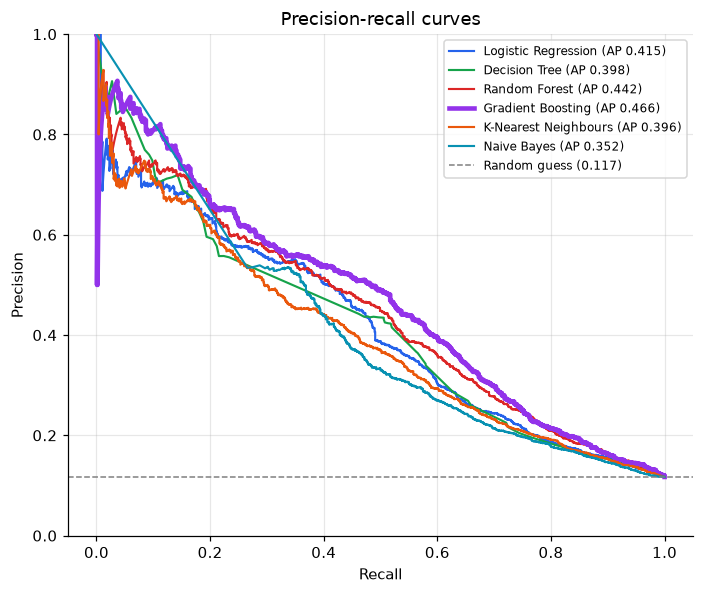 Precision-recall curves
Logistic Regression (AP 0.415)
Decision Tree (AP 0.398)
Random Forest (AP 0.442)
Gradient Boosting (AP 0.466)
K-Nearest Neighbours (AP 0.396)
Naive Bayes (AP 0.352)
Random guess (0.117)
Precision
1.0
0.8
0.6
0.4
0.2
0.0
0.0 0.2 0.4 0.6 0.8 1.0
Recall